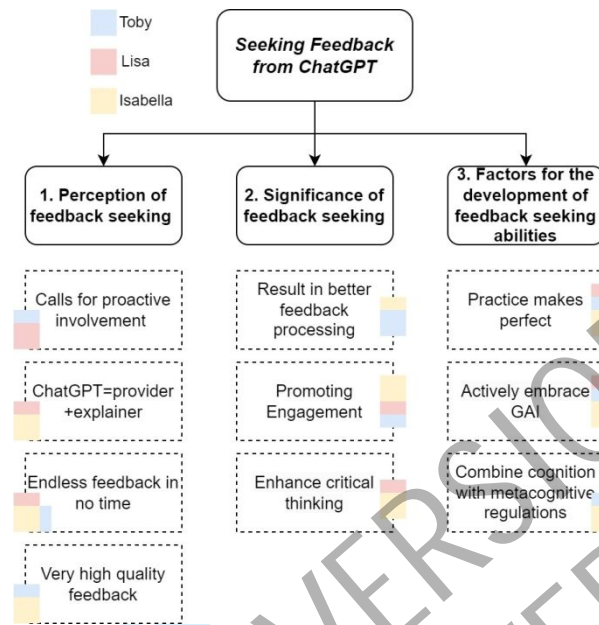 Toby
Lisa
Isabella
Seeking Feedback
from ChatGPT
1. Perception of
feedback seeking
2. Significance of
feedback seeking
3. Factors for the
development of
feedback seeking
abilities
Calls for proactive
involvement
ChatGPT=provider
+explainer
Endless feedback in
no time
Very high quality
feedback
Result in better
feedback
processing
Promoting
Engagement
Enhance critical
thinking
Practice makes
perfect
Actively embrace
GAI
Combine cognition
with metacognitive
regulations
VERSION